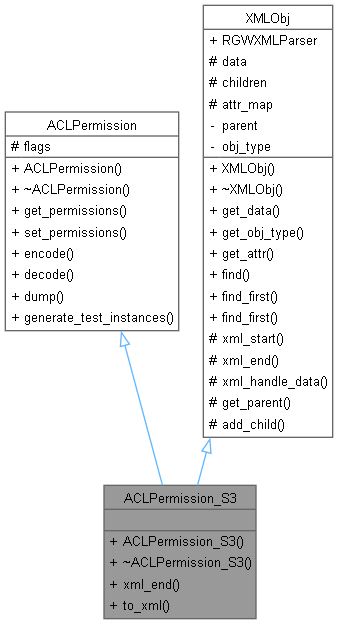 XMLObj
+ RGWXMLParser
# data
# children
# attr_map
- parent
- obj_type
+ XMLObj()
+ ~XMLObj()
+ get_data()
+ get_obj_type()
+ get_attr()
+ find()
+ find_first()
+ find_first()
# xml_start()
# xml_end()
# xml_handle_data()
# get_parent()
# add_child()
ACLPermission
# flags
+ ACLPermission()
+ ~ACLPermission()
+ get_permissions()
+ set_permissions()
+ encode()
+ decode()
+ dump()
+ generate_test_instances()
ACLPermission_S3
+ ACLPermission_S3()
+ ~ACLPermission_S3()
+ xml_end()
+ to_xml()